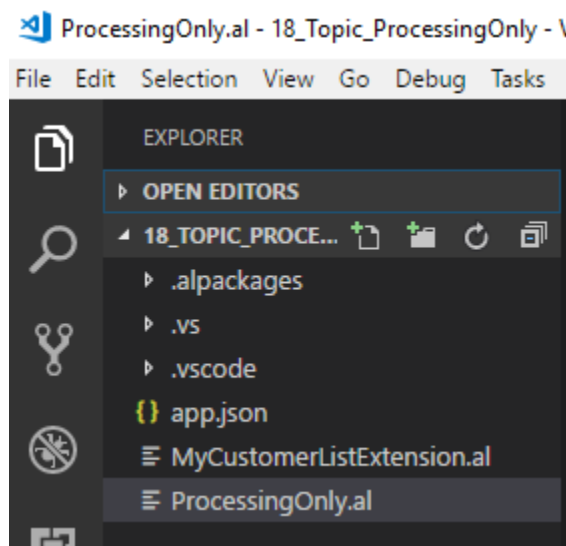 ProcessingOnly.al - 18_Topic_ProcessingOnly -
File Edit Selection View Go Debug Tasks
EXPLORER
OPEN EDITORS
18_TOPIC_PROCE...
.alpackages
.vs
.vscode
{} app.json
MyCustomerListExtension.al
ProcessingOnly.al